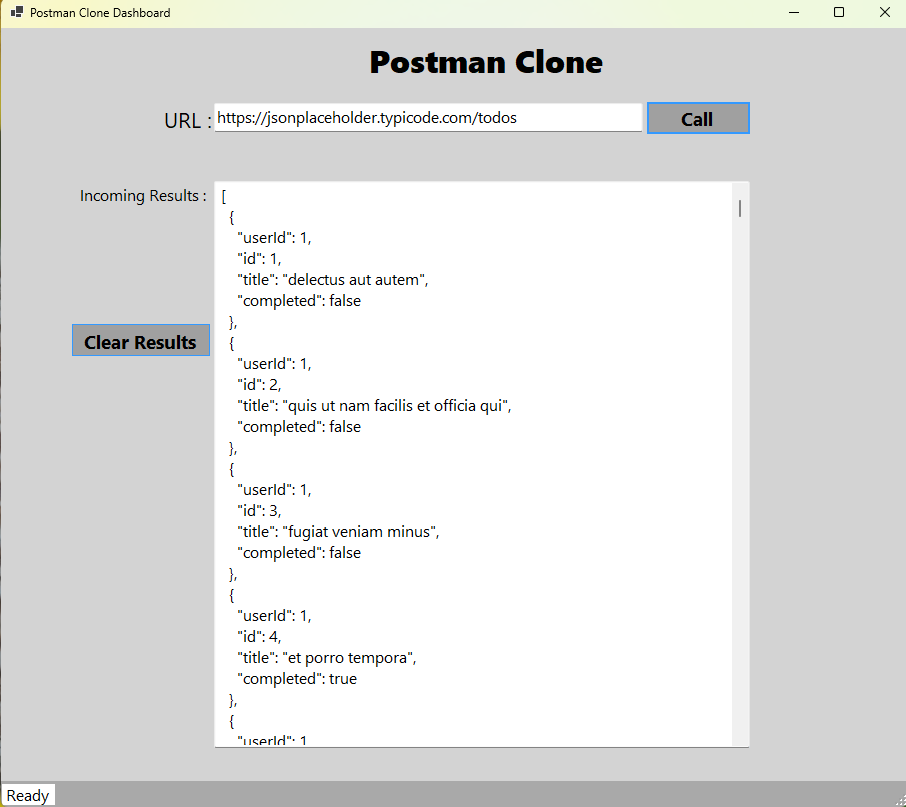 Postman Clone Dashboard
Postman Clone
URL :
https://jsonplaceholder.typicode.com/todos
Call
Incoming Results :
[
  {
    "userId": 1,
    "id": 1,
    "title": "delectus aut autem",
    "completed": false
  },
  {
    "userId": 1,
    "id": 2,
    "title": "quis ut nam facilis et officia qui",
    "completed": false
  },
  {
    "userId": 1,
    "id": 3,
    "title": "fugiat veniam minus",
    "completed": false
  },
  {
    "userId": 1,
    "id": 4,
    "title": "et porro tempora",
    "completed": true
  },
  {
    "userId": 1
Clear Results
Ready